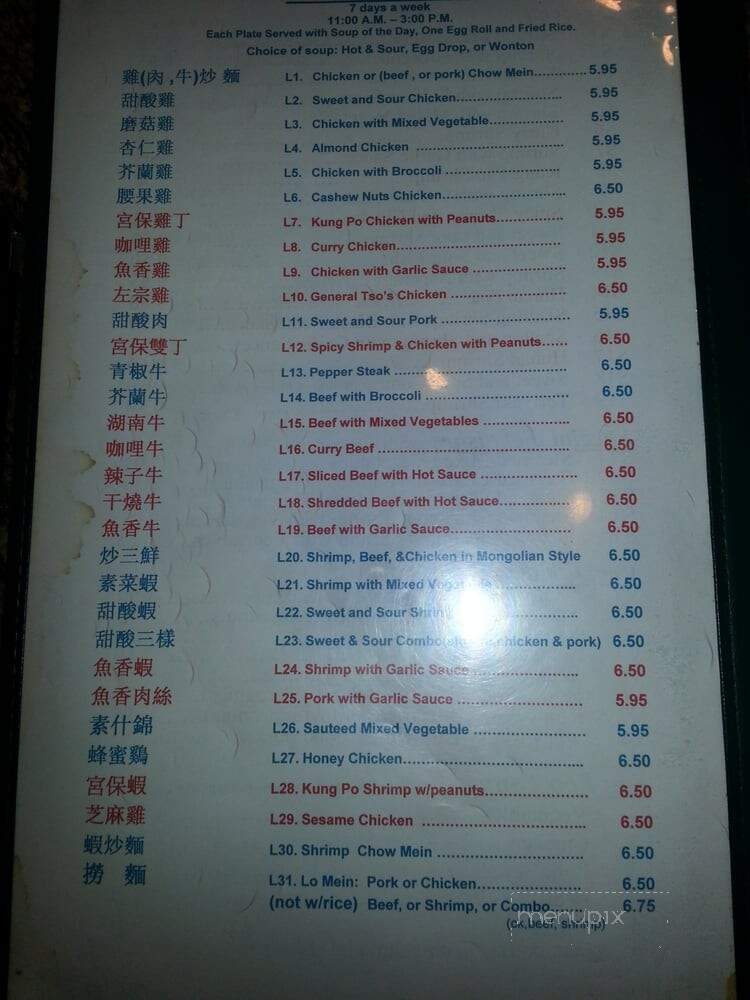 7 days a week
11:00 A.M. – 3:00 P.M.
Each Plate Served with Soup of the Day, One Egg Roll and Fried Rice.
Choice of soup: Hot & Sour, Egg Drop, or Wonton
雞(肉,牛)炒 麵 L1. Chicken or (beef , or pork) Chow Mein............. 5.95
甜酸雞 L2. Sweet and Sour Chicken........................... 5.95
磨菇雞 L3. Chicken with Mixed Vegetable................... 5.95
杏仁雞 L4. Almond Chicken ..................................... 5.95
芥蘭雞 L5. Chicken with Broccoli ............................. 5.95
腰果雞 L6. Cashew Nuts Chicken............................... 6.50
宮保雞丁 L7. Kung Po Chicken with Peanuts................. 5.95
咖哩雞 L8. Curry Chicken......................................... 5.95
魚香雞 L9. Chicken with Garlic Sauce ....................... 5.95
左宗雞 L10. General Tso's Chicken ............................. 6.50
甜酸肉 L11. Sweet and Sour Pork ................................ 5.95
宮保雙丁 L12. Spicy Shrimp & Chicken with Peanuts...... 6.50
青椒牛 L13. Pepper Steak ........................................... 6.50
芥蘭牛 L14. Beef with Broccoli ................................... 6.50
湖南牛 L15. Beef with Mixed Vegetables ..................... 6.50
咖哩牛 L16. Curry Beef ............................................... 6.50
辣子牛 L17. Sliced Beef with Hot Sauce ........................ 6.50
干燒牛 L18. Shredded Beef with Hot Sauce.................. 6.50
魚香牛 L19. Beef with Garlic Sauce.............................. 6.50
炒三鮮 L20. Shrimp, Beef, &Chicken in Mongolian Style 6.50
素菜蝦 L21. Shrimp with Mixed Vegetable .................... 6.50
甜酸蝦 L22. Sweet and Sour Shrimp ........................... 6.50
甜酸三樣 L23. Sweet & Sour Combo chicken & pork) 6.50
魚香蝦 L24. Shrimp with Garlic Sauce .......................... 6.50
魚香肉絲 L25. Pork with Garlic Sauce ................................ 5.95
素什錦 L26. Sauteed Mixed Vegetable ............................ 5.95
蜂蜜鷄 L27. Honey Chicken............................................. 6.50
宮保蝦 L28. Kung Po Shrimp w/peanuts......................... 6.50
芝麻雞 L29. Sesame Chicken ......................................... 6.50
蝦炒麵 L30. Shrimp Chow Mein ..................................... 6.50
撈 麵 L31. Lo Mein: Pork or Chicken......................... 6.50
(not w/rice) Beef, or Shrimp, or Combo........ 6.75
(ck,beef, shrimp)
menupix